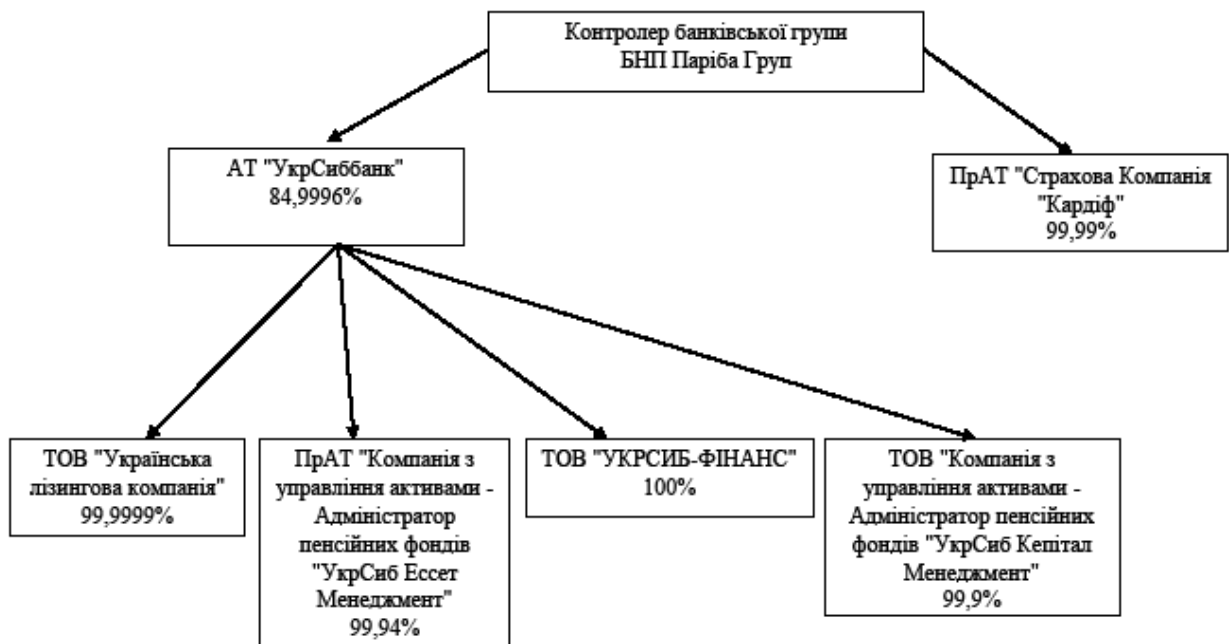 Контролер банківської групи
БНП Паріба Груп
АТ "УкрСиббанк"
84,9996%
ПрАТ "Страхова Компанія
"Кардіф"
99,99%
ТОВ "Українська
лізингова компанія"
99,9999%
ПрАТ "Компанія з
управління активами -
Адміністратор
пенсійних фондів
"УкрСиб Ессет
Менеджмент"
99,94%
ТОВ "УКРСИБ-ФІНАНС"
100%
ТОВ "Компанія з
управління активами -
Адміністратор пенсійних
фондів "УкрСиб Кепітал
Менеджмент"
99,9%